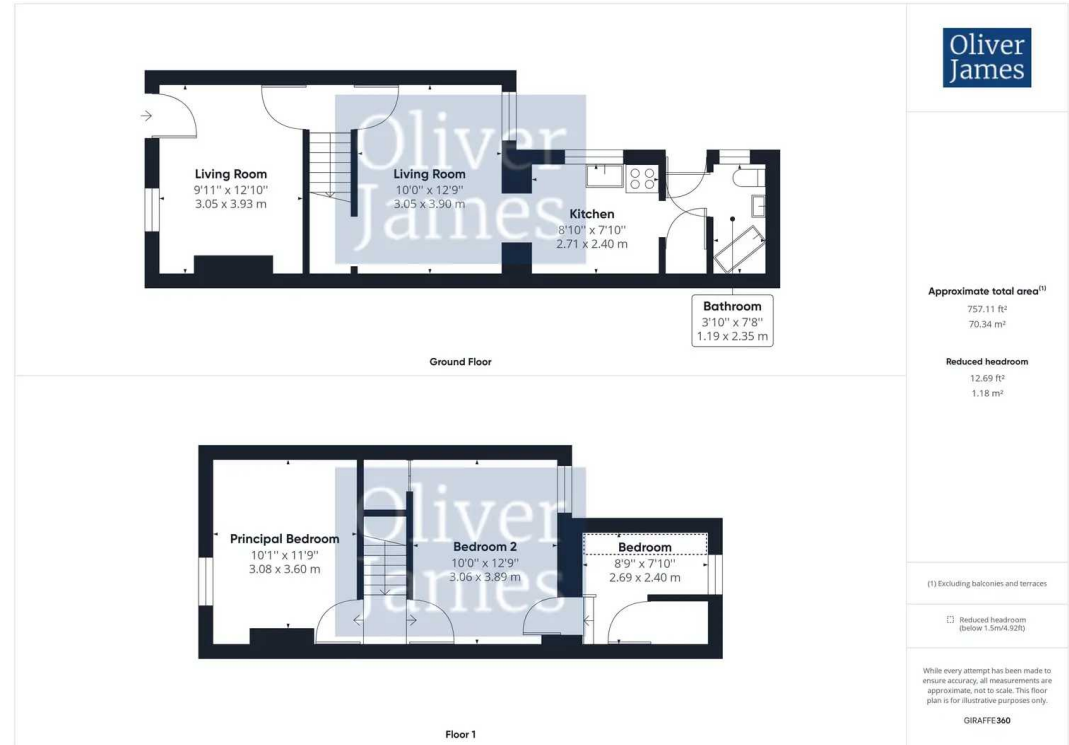 Oliver
James
Living Room
9'11" x 12'10"
3.05 x 3.93 m
Living Room
10'0" x 12'9"
3.05 x 3.90 m
Kitchen
8'10" x 7'10"
2.71 x 2.40 m
Bathroom
3'10" x 7'8"
1.19 x 2.35 m
Oliver
James
Ground Floor
Principal Bedroom
10'1" x 11'9"
3.08 x 3.60 m
Bedroom 2
10'0" x 12'9"
3.06 x 3.89 m
Bedroom
8'9" x 7'10"
2.69 x 2.40 m
Oliver
James
Floor 1
Approximate total area(1)
757.11 ft²
70.34 m²
Reduced headroom
12.69 ft²
1.18 m²
(1) Excluding balconies and terraces
Reduced headroom
(below 1.5m/4.92ft)
While every attempt has been made to
ensure accuracy, all measurements are
approximate, not to scale. This floor
plan is for illustrative purposes only.
GIRAFFE360